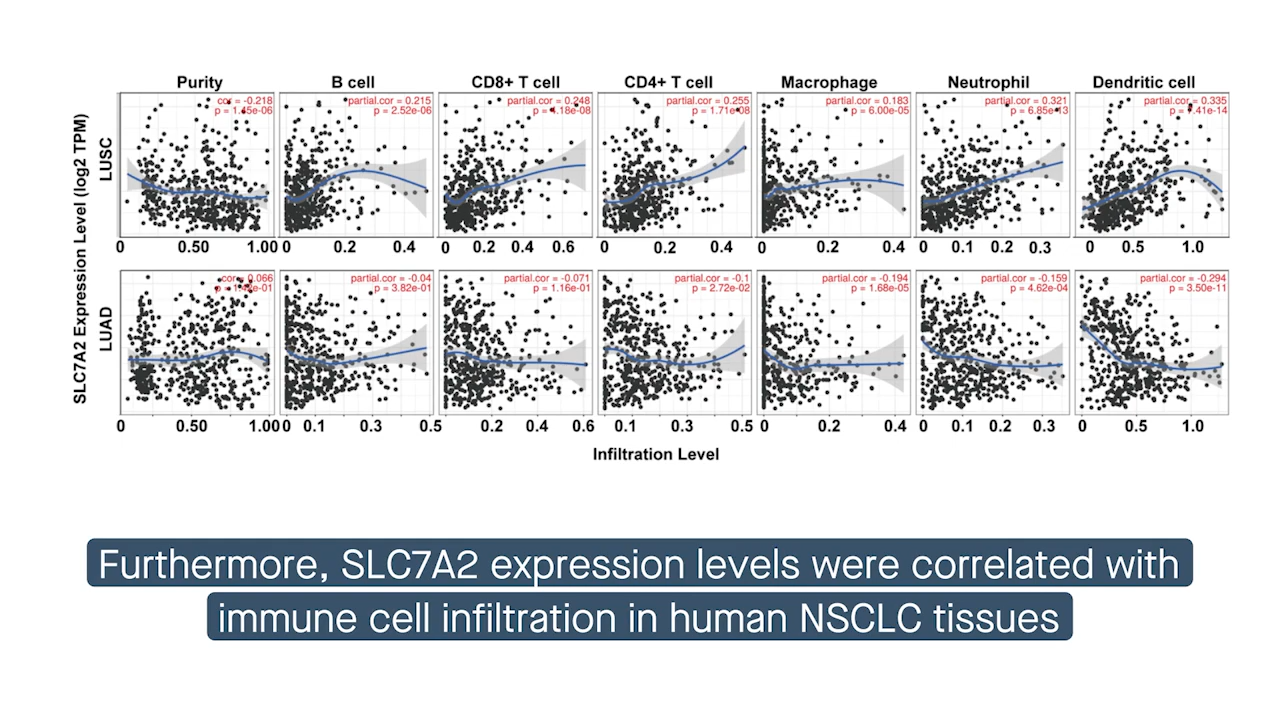 Purity B cell CD8+ T cell CD4+ T cell Macrophage Neutrophil Dendritic cell
SLC7A2 Expression Level (log2 TPM)
LUSC
cor = -0.218 partial.cor = 0.215 partial.cor = 0.248 partial.cor = 0.255 partial.cor = 0.183 partial.cor = 0.321 partial.cor = 0.335
p = 2.52e-06 p = 4.18e-08 p = 1.71e-08 p = 6.00e-05 p = 6.85e-13
0 0.50 1.00 0 0.2 0.4 0 0.2 0.4 0.6 0 0.2 0.4 0 0.2 0.4 0 0.1 0.2 0.3 0 0.5 1.0
LUAD
cor = 0.066 partial.cor = -0.04 partial.cor = -0.071 partial.cor = -0.1 partial.cor = -0.194 partial.cor = -0.159 partial.cor = -0.294
p = 3.82e-01 p = 1.16e-01 p = 2.72e-02 p = 1.68e-05 p = 4.62e-04 p = 3.50e-11
0 0.50 1.00 0 0.1 0.3 0.5 0 0.2 0.4 0.6 0 0.1 0.3 0.5 0 0.2 0.4 0 0.1 0.2 0.3 0 0.5 1.0
Infiltration Level
Furthermore, SLC7A2 expression levels were correlated with
immune cell infiltration in human NSCLC tissues